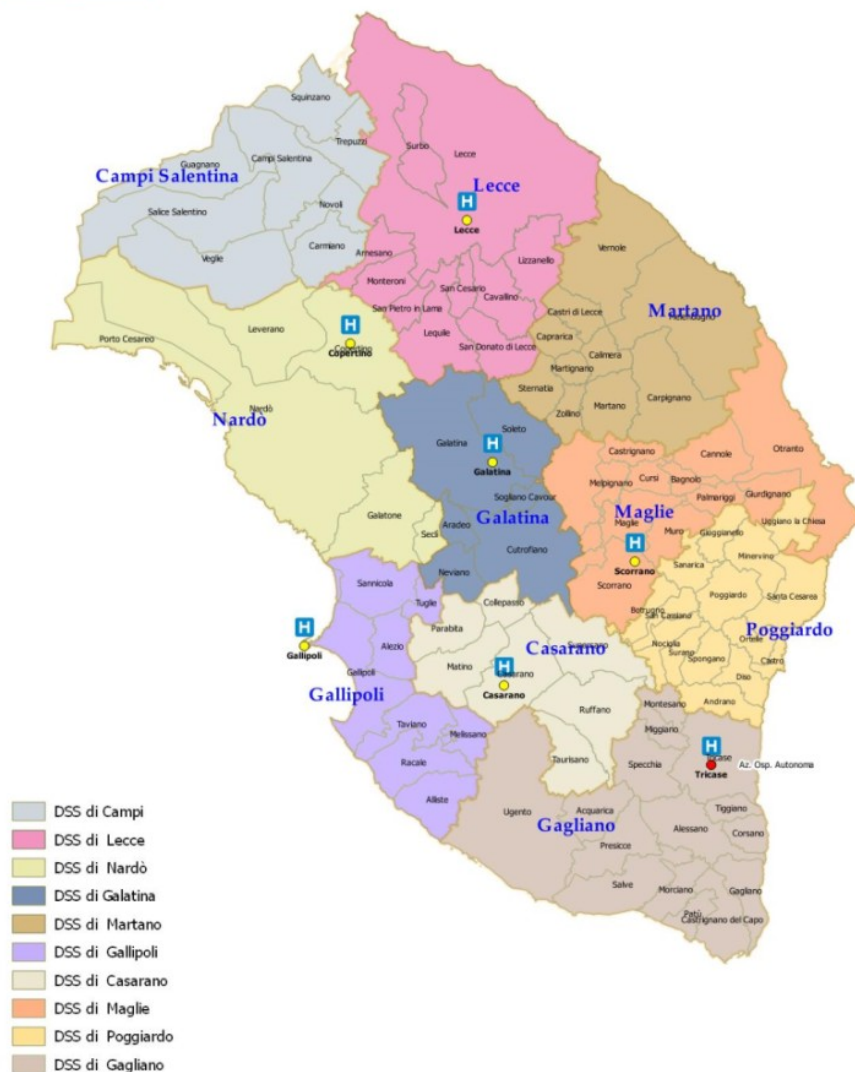 Squinzano
Trepuzzi
Surbo
Lecce
Guagnano
Campi Salentina
Campi Salentina
H
Lecce
Lecce
Salice Salentino
Novoli
Carmiano
Veglie
Arnesano
Monteroni
Lizzanello
San Cesario
Cavallino
San Pietro in Lama
Lequile
San Donato di Lecce
Vernole
Martano
Melendugno
Castri di Lecce
Caprarica
Calimera
Martignano
Sternatia
Zollino
Martano
Carpignano
Leverano
Porto Cesareo
H
Copertino
Copertino
Nardò
Nardò
Galatone
Seclì
Galatina
Soleto
H
Galatina
Sogliano Cavour
Galatina
Aradeo
Cutrofiano
Neviano
Castrignano
Cannole
Otranto
Melpignano
Cursi
Bagnolo
Palmariggi
Giurdignano
Maglie
Maglie
Muro
H
Scorrano
Scorrano
Uggiano la Chiesa
Giuggianello
Minervino
Sanarica
Poggiardo
Santa Cesarea
Botrugno
San Cassiano
Poggiardo
Nociglia
Surano
Ortelle
Spongano
Castro
Diso
Andrano
Sannicola
Tuglie
H
Gallipoli
Alezio
Gallipoli
Gallipoli
Taviano
Melissano
Racale
Alliste
Collepasso
Parabita
Casarano
Supersano
Matino
H
Casarano
Casarano
Ruffano
Taurisano
Montesano
Miggiano
Specchia
H
Tricase
Tricase
Az. Osp. Autonoma
Ugento
Acquarica
Gagliano
Presicce
Tiggiano
Alessano
Corsano
Salve
Morciano
Gagliano
Patù
Castrignano del Capo
DSS di Campi
DSS di Lecce
DSS di Nardò
DSS di Galatina
DSS di Martano
DSS di Gallipoli
DSS di Casarano
DSS di Maglie
DSS di Poggiardo
DSS di Gagliano